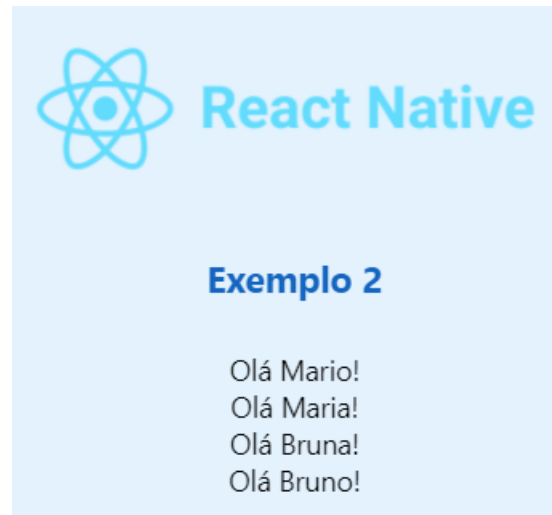 React Native
Exemplo 2
Olá Mario!
Olá Maria!
Olá Bruna!
Olá Bruno!